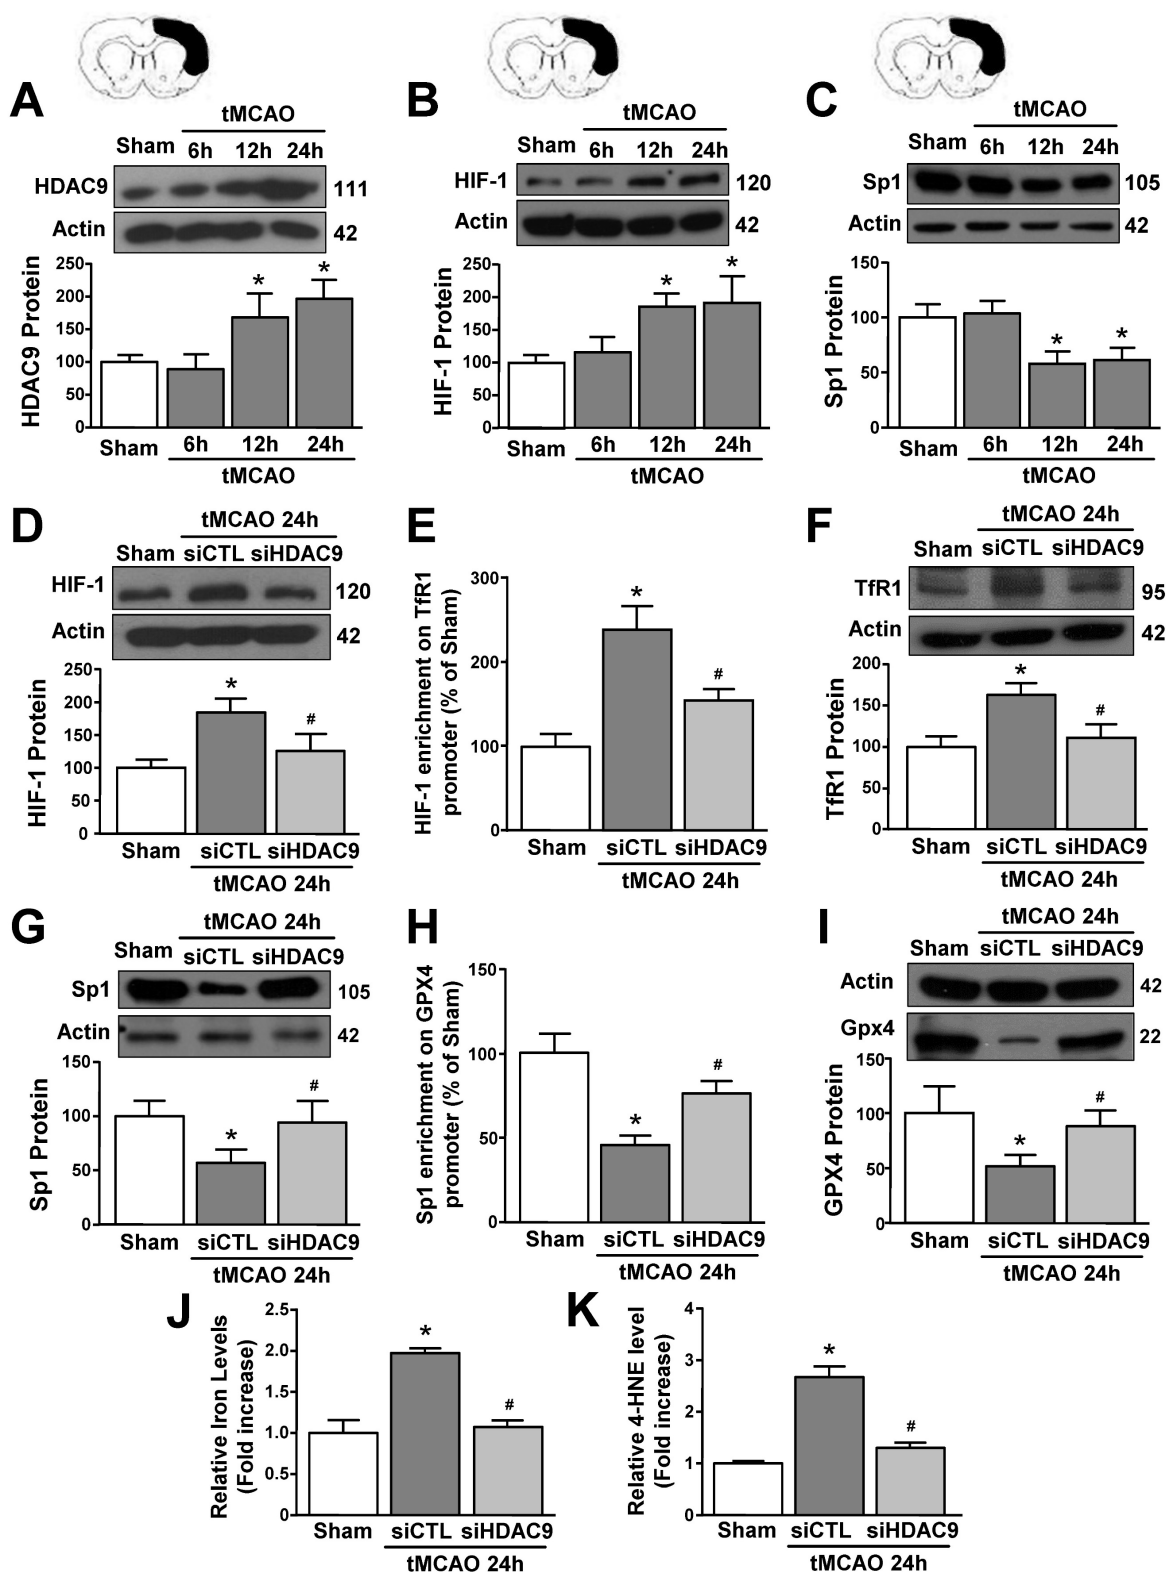 A
tMCAO
Sham 6h 12h 24h
HDAC9 111
Actin 42
HDAC9 Protein
250
200
150
100
50
0
Sham 6h 12h 24h
tMCAO
B
tMCAO
Sham 6h 12h 24h
HIF-1 120
Actin 42
HIF-1 Protein
250
200
150
100
50
0
* *
Sham 6h 12h 24h
tMCAO
C
tMCAO
Sham 6h 12h 24h
Sp1 105
Actin 42
Sp1 Protein
150
100
50
0
* *
Sham 6h 12h 24h
tMCAO
D
tMCAO 24h
Sham siCTL siHDAC9
HIF-1 120
Actin 42
HIF-1 Protein
250
200
150
100
50
0
* #
Sham siCTL siHDAC9
tMCAO 24h
E
HIF-1 enrichment on TfR1
promoter (% of Sham)
300
200
100
0
* #
Sham siCTL siHDAC9
tMCAO 24h
F
tMCAO 24h
Sham siCTL siHDAC9
TfR1 95
Actin 42
TfR1 Protein
200
150
100
50
0
* #
Sham siCTL siHDAC9
tMCAO 24h
G
tMCAO 24h
Sham siCTL siHDAC9
Sp1 105
Actin 42
Sp1 Protein
150
100
50
0
* #
Sham siCTL siHDAC9
tMCAO 24h
H
Sp1 enrichment on GPX4
promoter (% of Sham)
150
100
50
0
* #
Sham siCTL siHDAC9
tMCAO 24h
I
tMCAO 24h
Sham siCTL siHDAC9
Actin 42
Gpx4 22
GPX4 Protein
150
100
50
0
* #
Sham siCTL siHDAC9
tMCAO 24h
J
Relative Iron Levels
(Fold increase)
2.5
2.0
1.5
1.0
0.5
0
* #
Sham siCTL siHDAC9
tMCAO 24h
K
Relative 4-HNE level
(Fold increase)
4
3
2
1
0
* #
Sham siCTL siHDAC9
tMCAO 24h